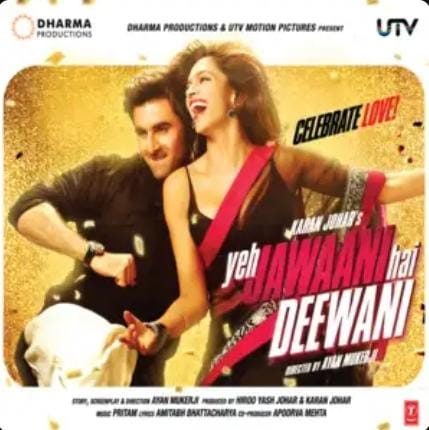 DHARMA
PRODUCTIONS
DHARMA PRODUCTIONS & UTV MOTION PICTURES PRESENT
UTV
CELEBRATE LOVE!
KARAN JOHAR'S
yeh JAWAANI hai
DEEWANI
DIRECTED BY AYAN MUKERJI
STORY, SCREENPLAY & DIRECTION AYAN MUKERJI PRODUCED BY HIROO YASH JOHAR & KARAN JOHAR
MUSIC PRITAM LYRICS AMITABH BHATTACHARYA CO-PRODUCER APOORVA MEHTA
T